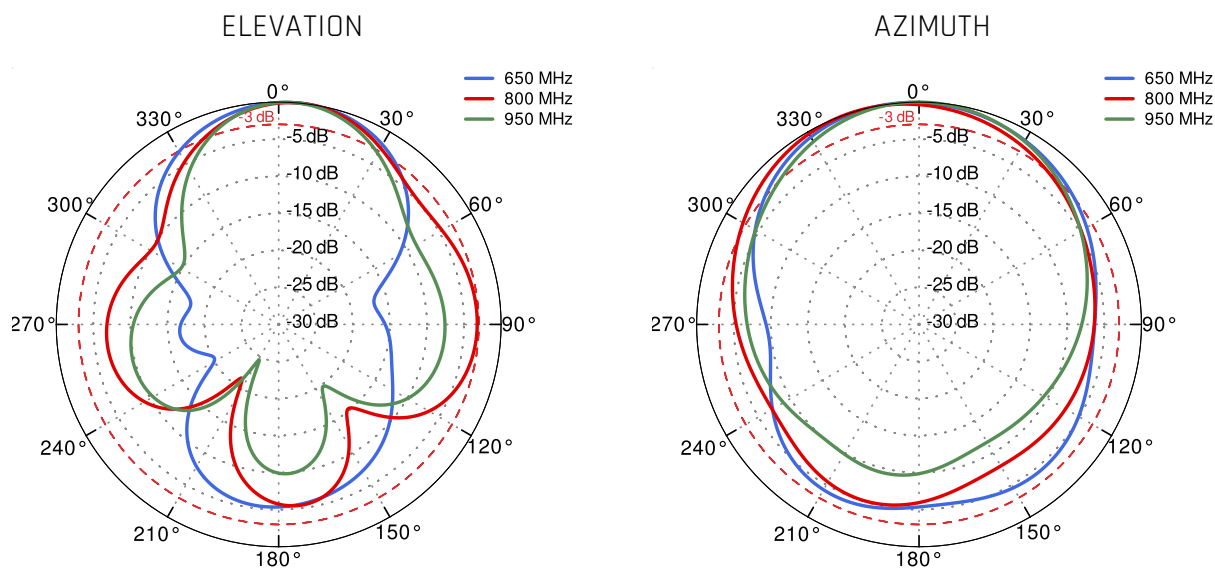 ELEVATION
650 MHz
800 MHz
950 MHz
0°
330°
-3 dB
30°
-5 dB
-10 dB
300°
-15 dB
60°
-20 dB
-25 dB
270°
-30 dB
90°
240°
120°
210°
150°
180°
AZIMUTH
650 MHz
800 MHz
950 MHz
0°
330°
-3 dB
30°
-5 dB
-10 dB
300°
-15 dB
60°
-20 dB
-25 dB
270°
-30 dB
90°
240°
120°
210°
150°
180°